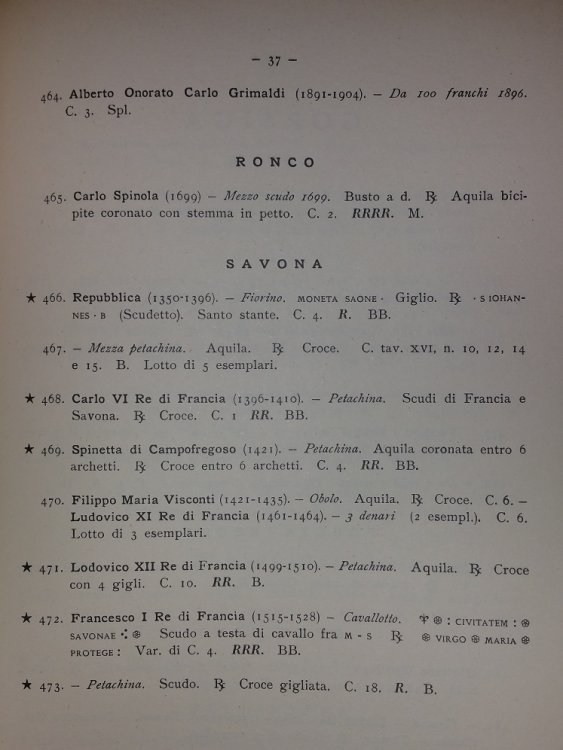 – 37 –
464. Alberto Onorato Carlo Grimaldi (1891-1904). – Da 100 franchi 1896.
C. 3. Spl.
RONCO
465. Carlo Spinola (1699) – Mezzo scudo 1699. Busto a d. ℞ Aquila bici-
pite coronato con stemma in petto. C. 2. RRRR. M.
SAVONA
★ 466. Repubblica (1350-1396). – Fiorino. MONETA SAONE · Giglio. ℞ · S IOHAN-
NES · B (Scudetto). Santo stante. C. 4. R. BB.
467. – Mezza petachina. Aquila. ℞ Croce. C. tav. XVI, n. 10, 12, 14
e 15. B. Lotto di 5 esemplari.
★ 468. Carlo VI Re di Francia (1396-1410). – Petachina. Scudi di Francia e
Savona. ℞ Croce. C. 1 RR. BB.
★ 469. Spinetta di Campofregoso (1421). – Petachina. Aquila coronata entro 6
archetti. ℞ Croce entro 6 archetti. C. 4. RR. BB.
470. Filippo Maria Visconti (1421-1435). – Obolo. Aquila. ℞ Croce. C. 6. –
Ludovico XI Re di Francia (1461-1464). – 3 denari (2 esempl.). C. 6.
Lotto di 3 esemplari.
★ 471. Lodovico XII Re di Francia (1499-1510). – Petachina. Aquila. ℞ Croce
con 4 gigli. C. 10. RR. B.
★ 472. Francesco I Re di Francia (1515-1528) – Cavallotto. ⚜ ⊛ : CIVITATEM : ⊛
SAVONAE ⁖ ⊛ Scudo a testa di cavallo fra M - S ℞ ⊛ VIRGO ⊛ MARIA ⊛
PROTEGE : Var. di C. 4. RRR. BB.
★ 473. – Petachina. Scudo. ℞ Croce gigliata. C. 18. R. B.